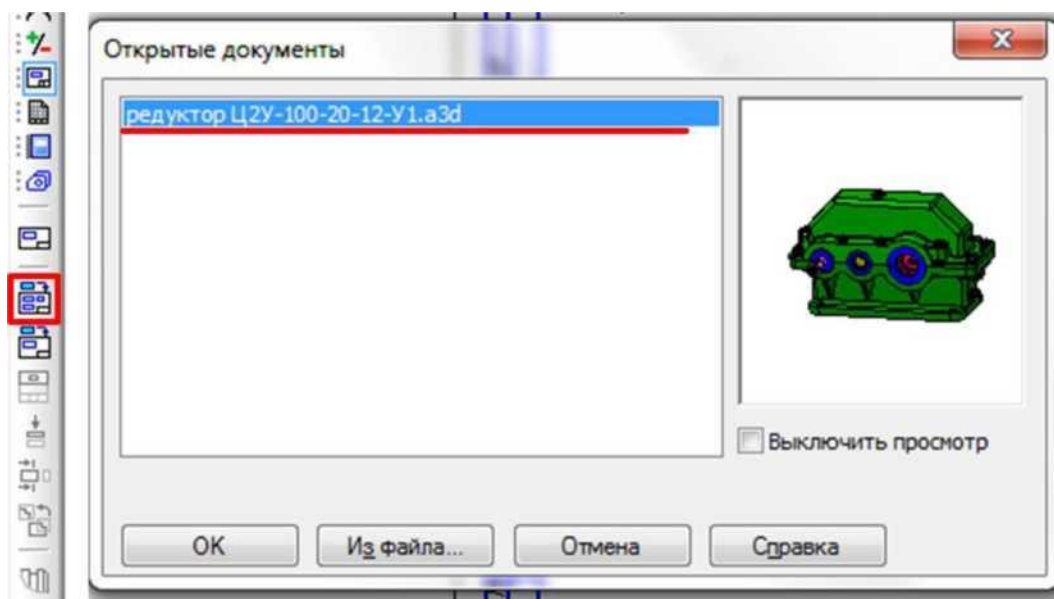 Открытые документы
редуктор Ц2У-100-20-12-У1.a3d
Выключить просмотр
ОК
Из файла...
Отмена
Справка